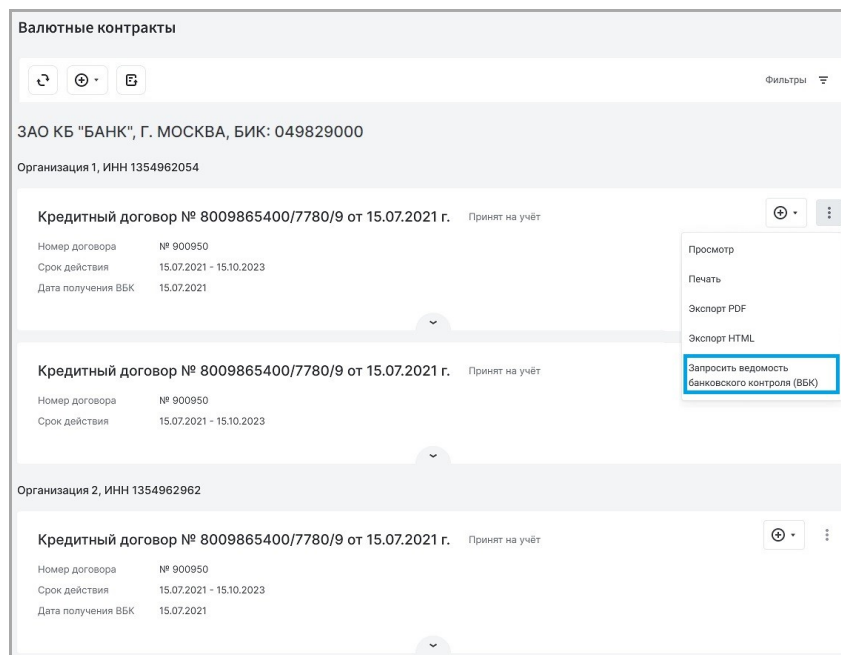 Валютные контракты
Фильтры
ЗАО КБ "БАНК", Г. МОСКВА, БИК: 049829000
Организация 1, ИНН 1354962054
Кредитный договор № 8009865400/7780/9 от 15.07.2021 г. Принят на учёт
Номер договора № 900950
Срок действия 15.07.2021 - 15.10.2023
Дата получения ВБК 15.07.2021
Просмотр
Печать
Экспорт PDF
Экспорт HTML
Запросить ведомость
банковского контроля (ВБК)
Кредитный договор № 8009865400/7780/9 от 15.07.2021 г. Принят на учёт
Номер договора № 900950
Срок действия 15.07.2021 - 15.10.2023
Организация 2, ИНН 1354962962
Кредитный договор № 8009865400/7780/9 от 15.07.2021 г. Принят на учёт
Номер договора № 900950
Срок действия 15.07.2021 - 15.10.2023
Дата получения ВБК 15.07.2021